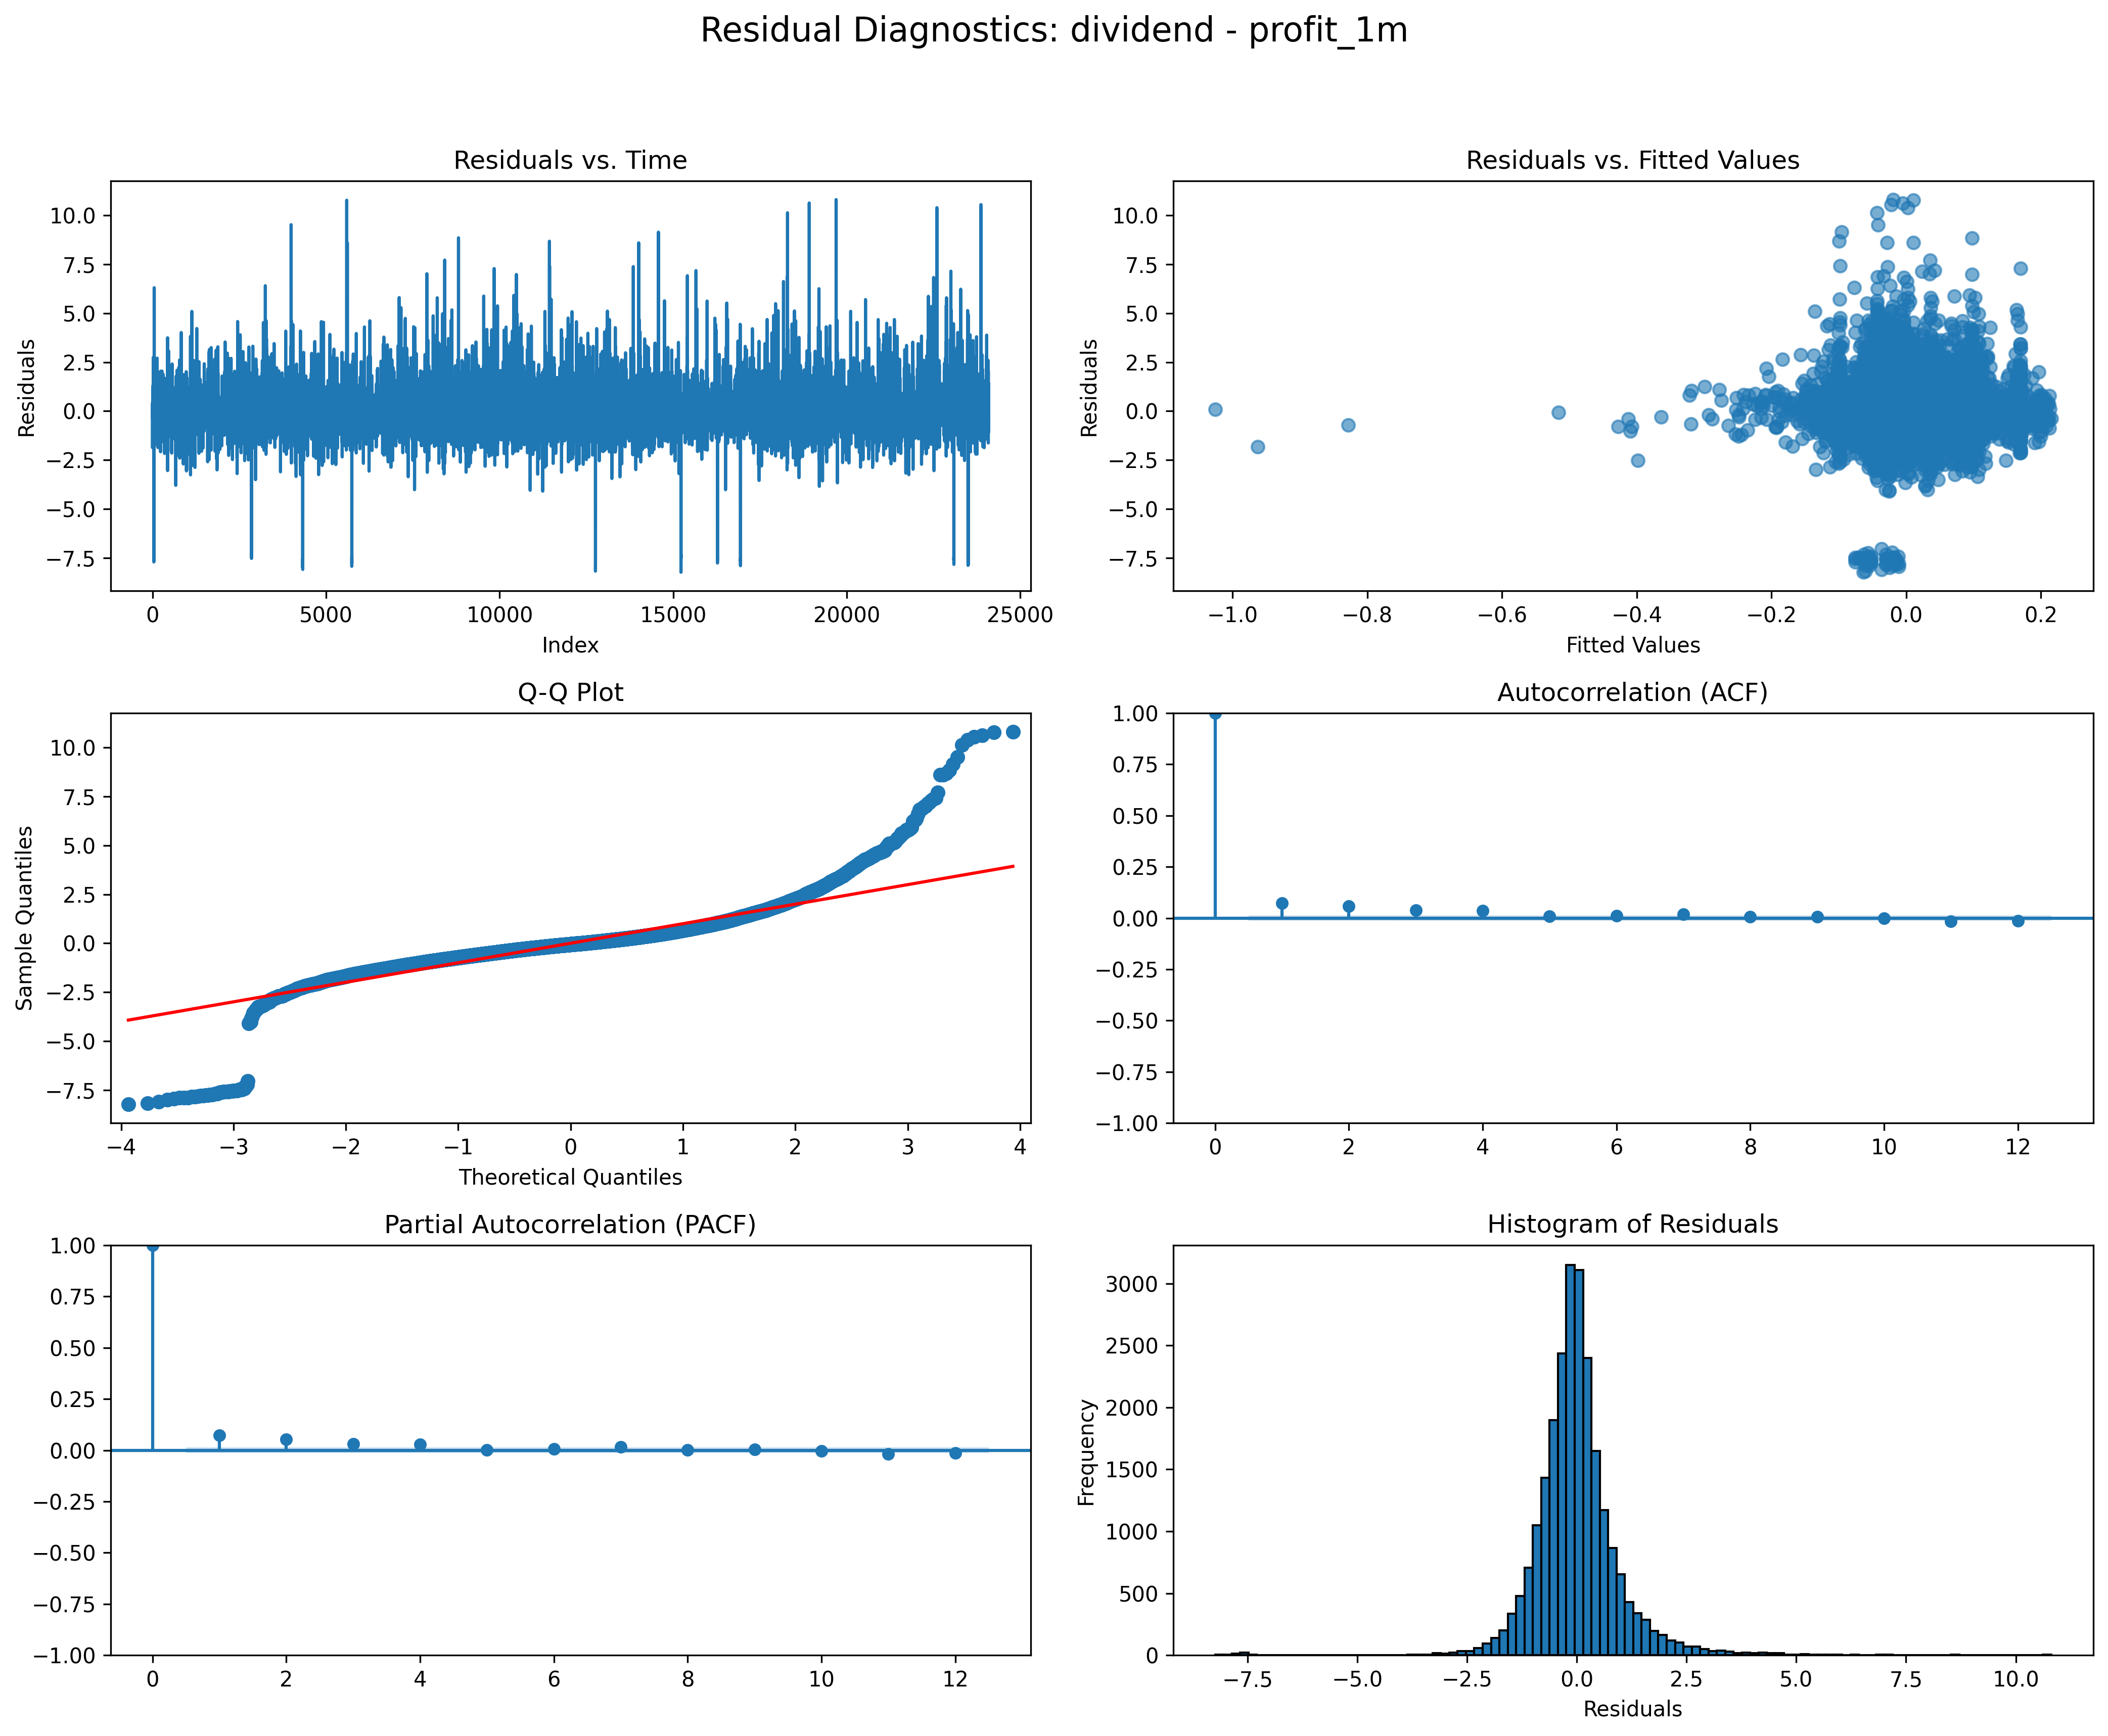 Residual Diagnostics: dividend - profit_1m
Residuals vs. Time
10.0
7.5
5.0
2.5
0.0
−2.5
−5.0
−7.5
Residuals
0 5000 10000 15000 20000 25000
Index
Residuals vs. Fitted Values
10.0
7.5
5.0
2.5
0.0
−2.5
−5.0
−7.5
Residuals
−1.0 −0.8 −0.6 −0.4 −0.2 0.0 0.2
Fitted Values
Q-Q Plot
10.0
7.5
5.0
2.5
0.0
−2.5
−5.0
−7.5
Sample Quantiles
−4 −3 −2 −1 0 1 2 3 4
Theoretical Quantiles
Autocorrelation (ACF)
1.00
0.75
0.50
0.25
0.00
−0.25
−0.50
−0.75
−1.00
0 2 4 6 8 10 12
Partial Autocorrelation (PACF)
1.00
0.75
0.50
0.25
0.00
−0.25
−0.50
−0.75
−1.00
0 2 4 6 8 10 12
Histogram of Residuals
3000
2500
2000
1500
1000
500
0
Frequency
−7.5 −5.0 −2.5 0.0 2.5 5.0 7.5 10.0
Residuals